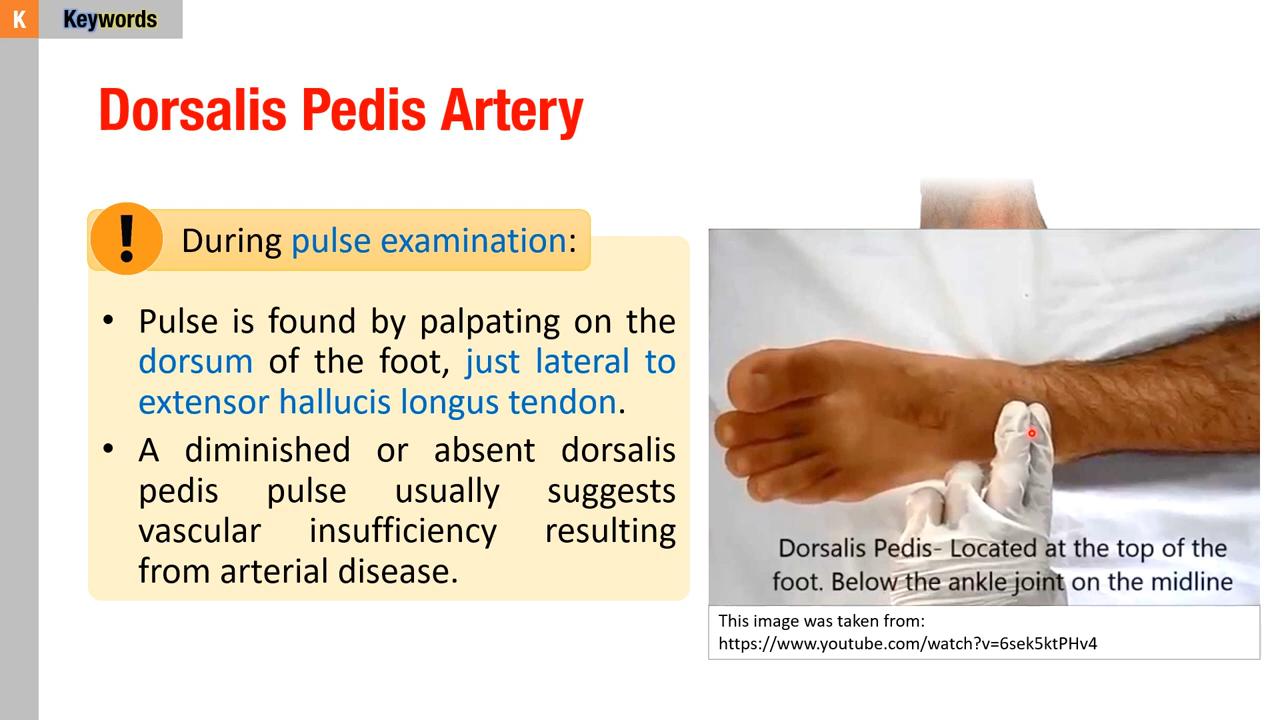 K
Keywords
Dorsalis Pedis Artery
!
During pulse examination:
• Pulse is found by palpating on the
dorsum of the foot, just lateral to
extensor hallucis longus tendon.
• A diminished or absent dorsalis
pedis pulse usually suggests
vascular insufficiency resulting
from arterial disease.
Dorsalis Pedis- Located at the top of the
foot. Below the ankle joint on the midline
This image was taken from:
https://www.youtube.com/watch?v=6sek5ktPHv4